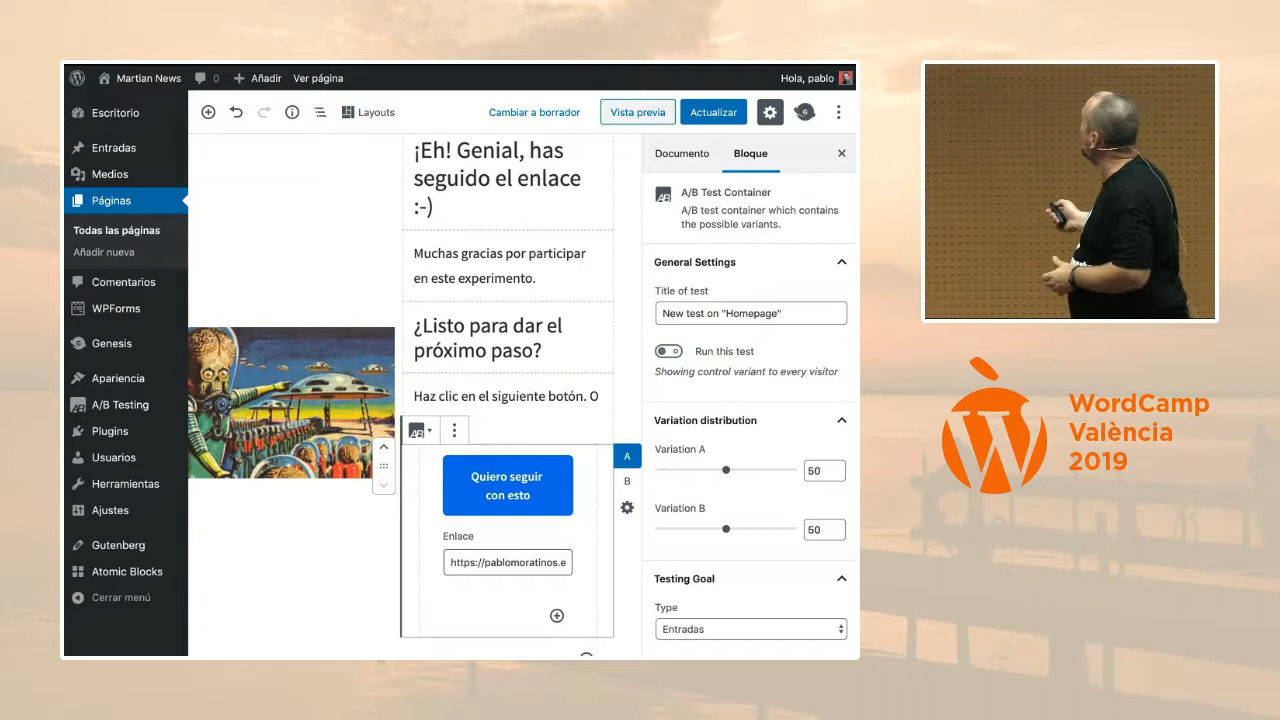 Martian News
0
Añadir
Ver página
Hola, pablo
Escritorio
Entradas
Medios
Páginas
Todas las páginas
Añadir nueva
Comentarios
WPForms
Genesis
Apariencia
A/B Testing
Plugins
Usuarios
Herramientas
Ajustes
Gutenberg
Atomic Blocks
Cerrar menú
Layouts
Cambiar a borrador
Vista previa
Actualizar
G
¡Eh! Genial, has
seguido el enlace
:-)
Muchas gracias por participar
en este experimento.
¿Listo para dar el
próximo paso?
Haz clic en el siguiente botón. O
AB
Quiero seguir
con esto
Enlace
https://pablomoratinos.e
A
B
Documento
Bloque
AB
A/B Test Container
A/B test container which contains
the possible variants.
General Settings
Title of test
New test on "Homepage"
Run this test
Showing control variant to every visitor
Variation distribution
Variation A
50
Variation B
50
Testing Goal
Type
Entradas
WordCamp
València
2019